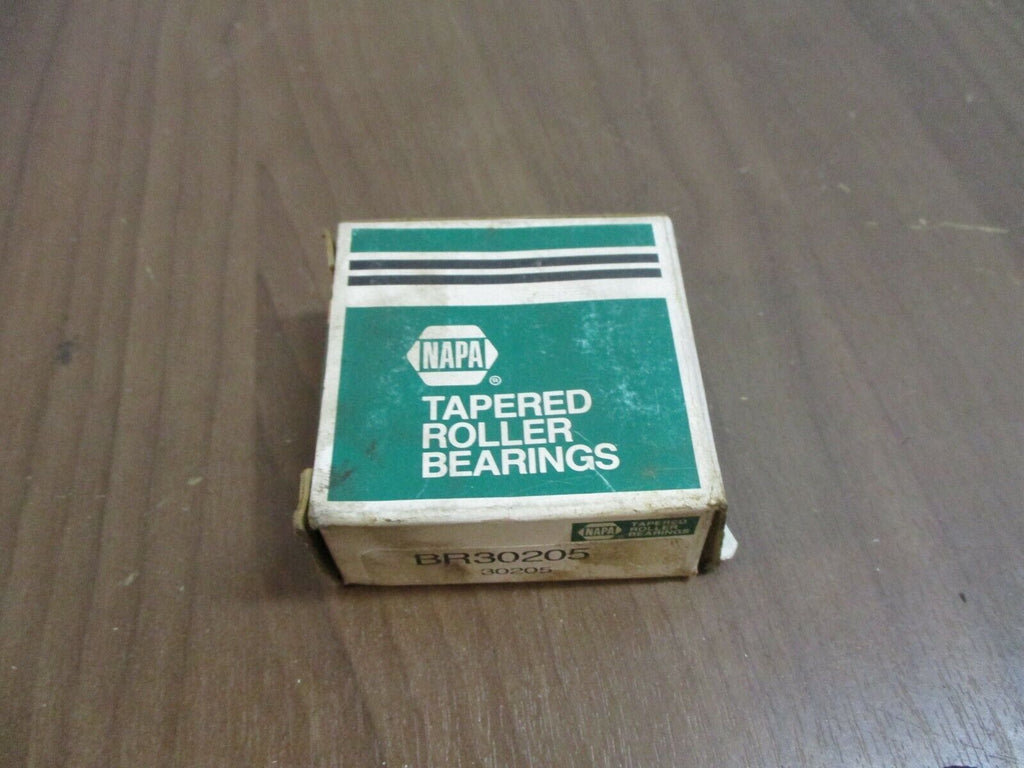 NAPA
®
TAPERED
ROLLER
BEARINGS
NAPA
TAPERED
ROLLER
BEARINGS
BR30205
30205